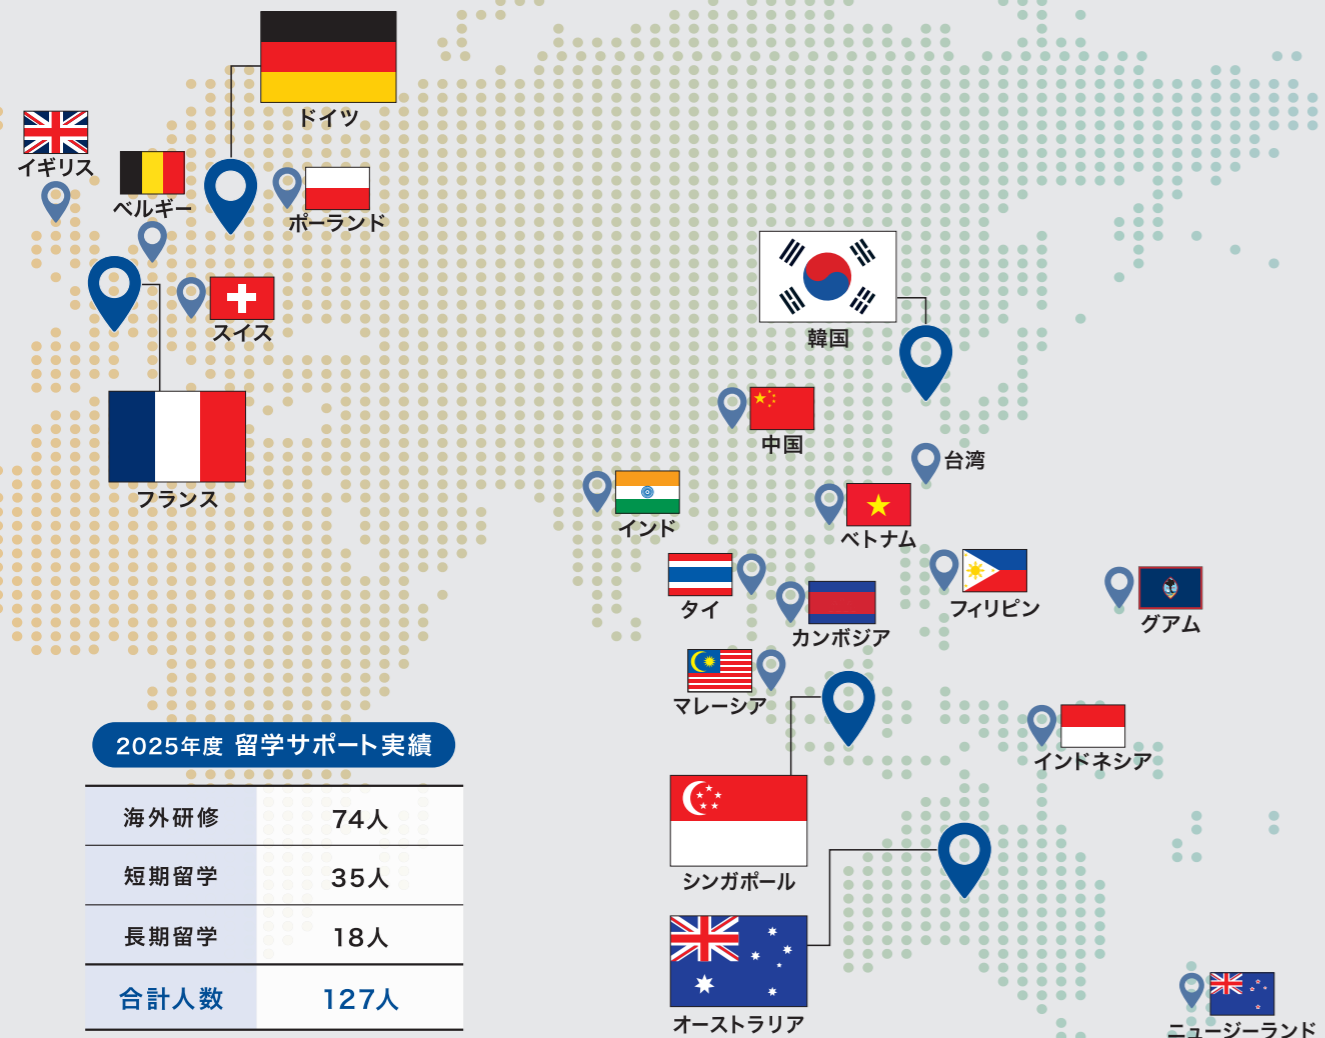 ドイツ
イギリス
ベルギー
ポーランド
スイス
フランス
韓国
中国
台湾
インド
ベトナム
タイ
カンボジア
フィリピン
グアム
マレーシア
インドネシア
シンガポール
オーストラリア
ニュージーランド
2025年度 留学サポート実績
海外研修 74人
短期留学 35人
長期留学 18人
合計人数 127人